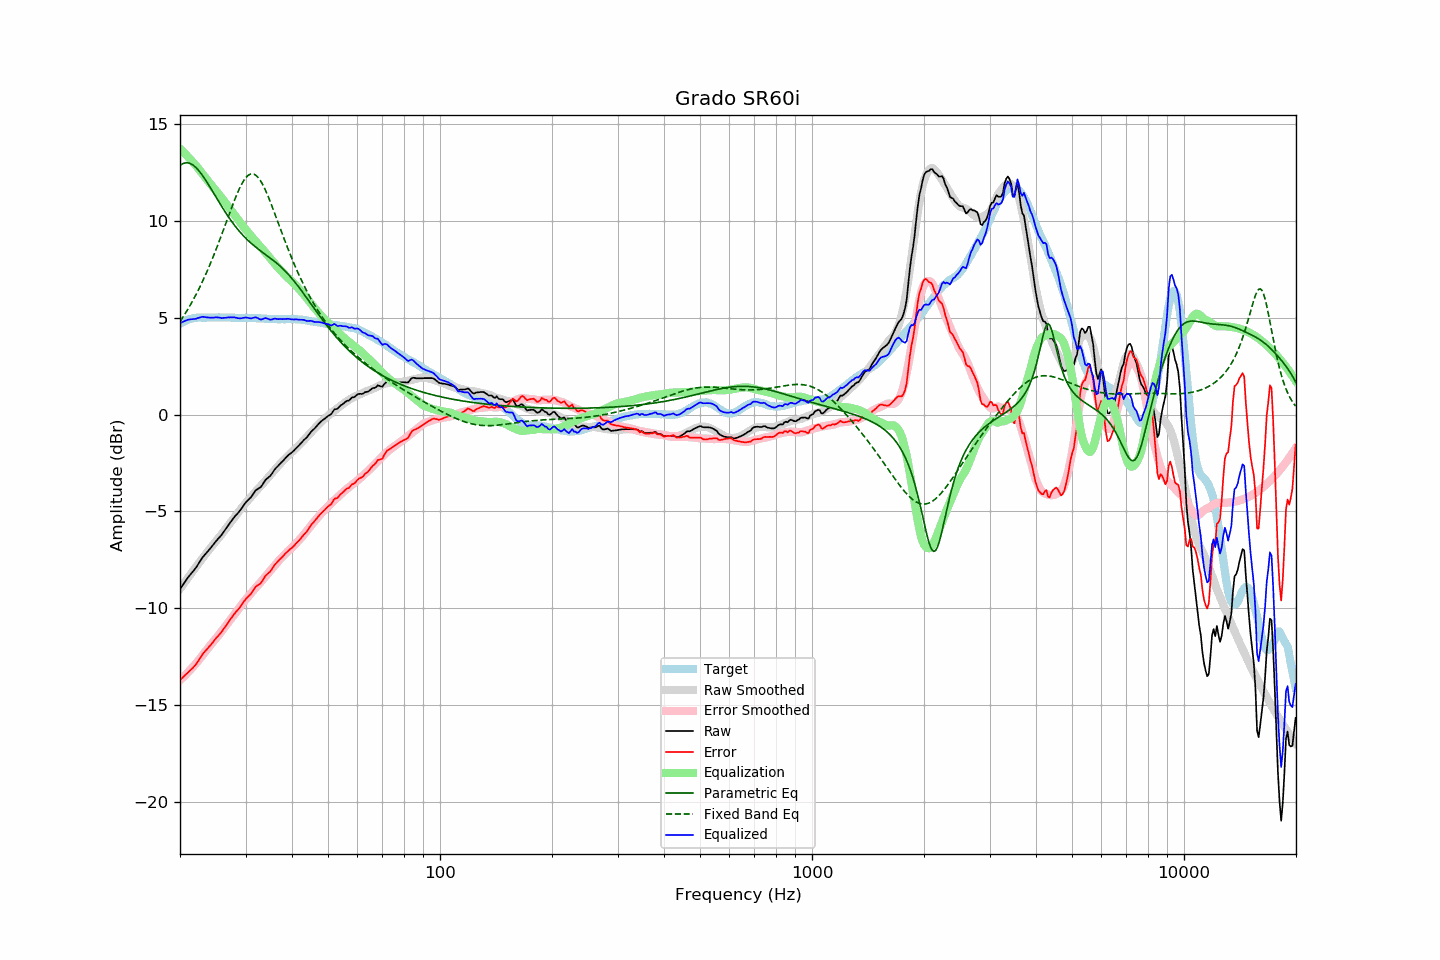 Grado SR60i
15
10
5
0
−5
−10
−15
−20
Amplitude (dBr)
Target
Raw Smoothed
Error Smoothed
Raw
Error
Equalization
Parametric Eq
Fixed Band Eq
Equalized
100 1000 10000
Frequency (Hz)